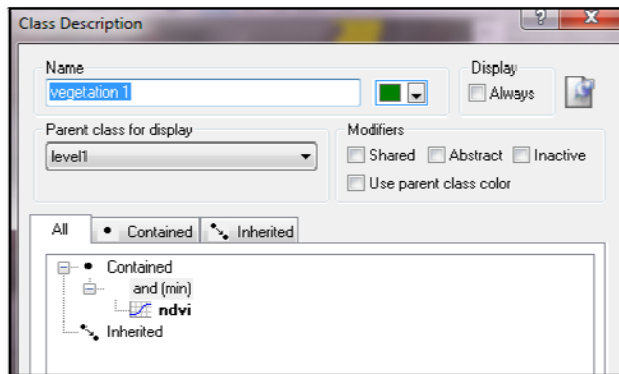 Class Description
Name
vegetation 1
Display
Always
Parent class for display
level1
Modifiers
Shared Abstract Inactive
Use parent class color
All Contained Inherited
Contained
and (min)
ndvi
Inherited